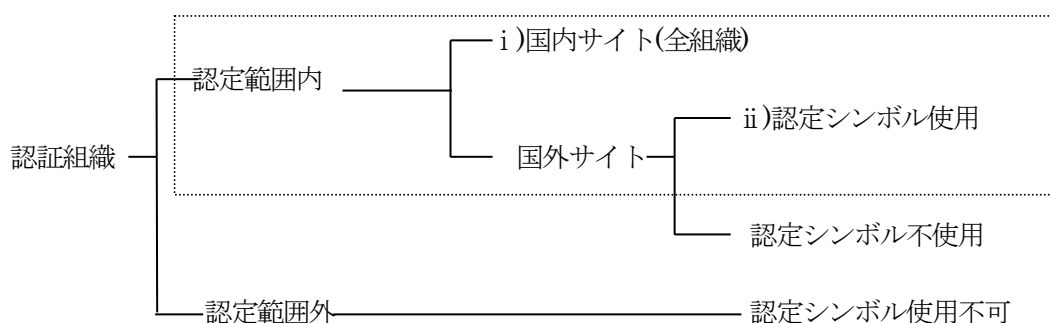 ⅰ)国内サイト(全組織)
認定範囲内
ⅱ)認定シンボル使用
認証組織
国外サイト
認定シンボル不使用
認定範囲外
認定シンボル使用不可